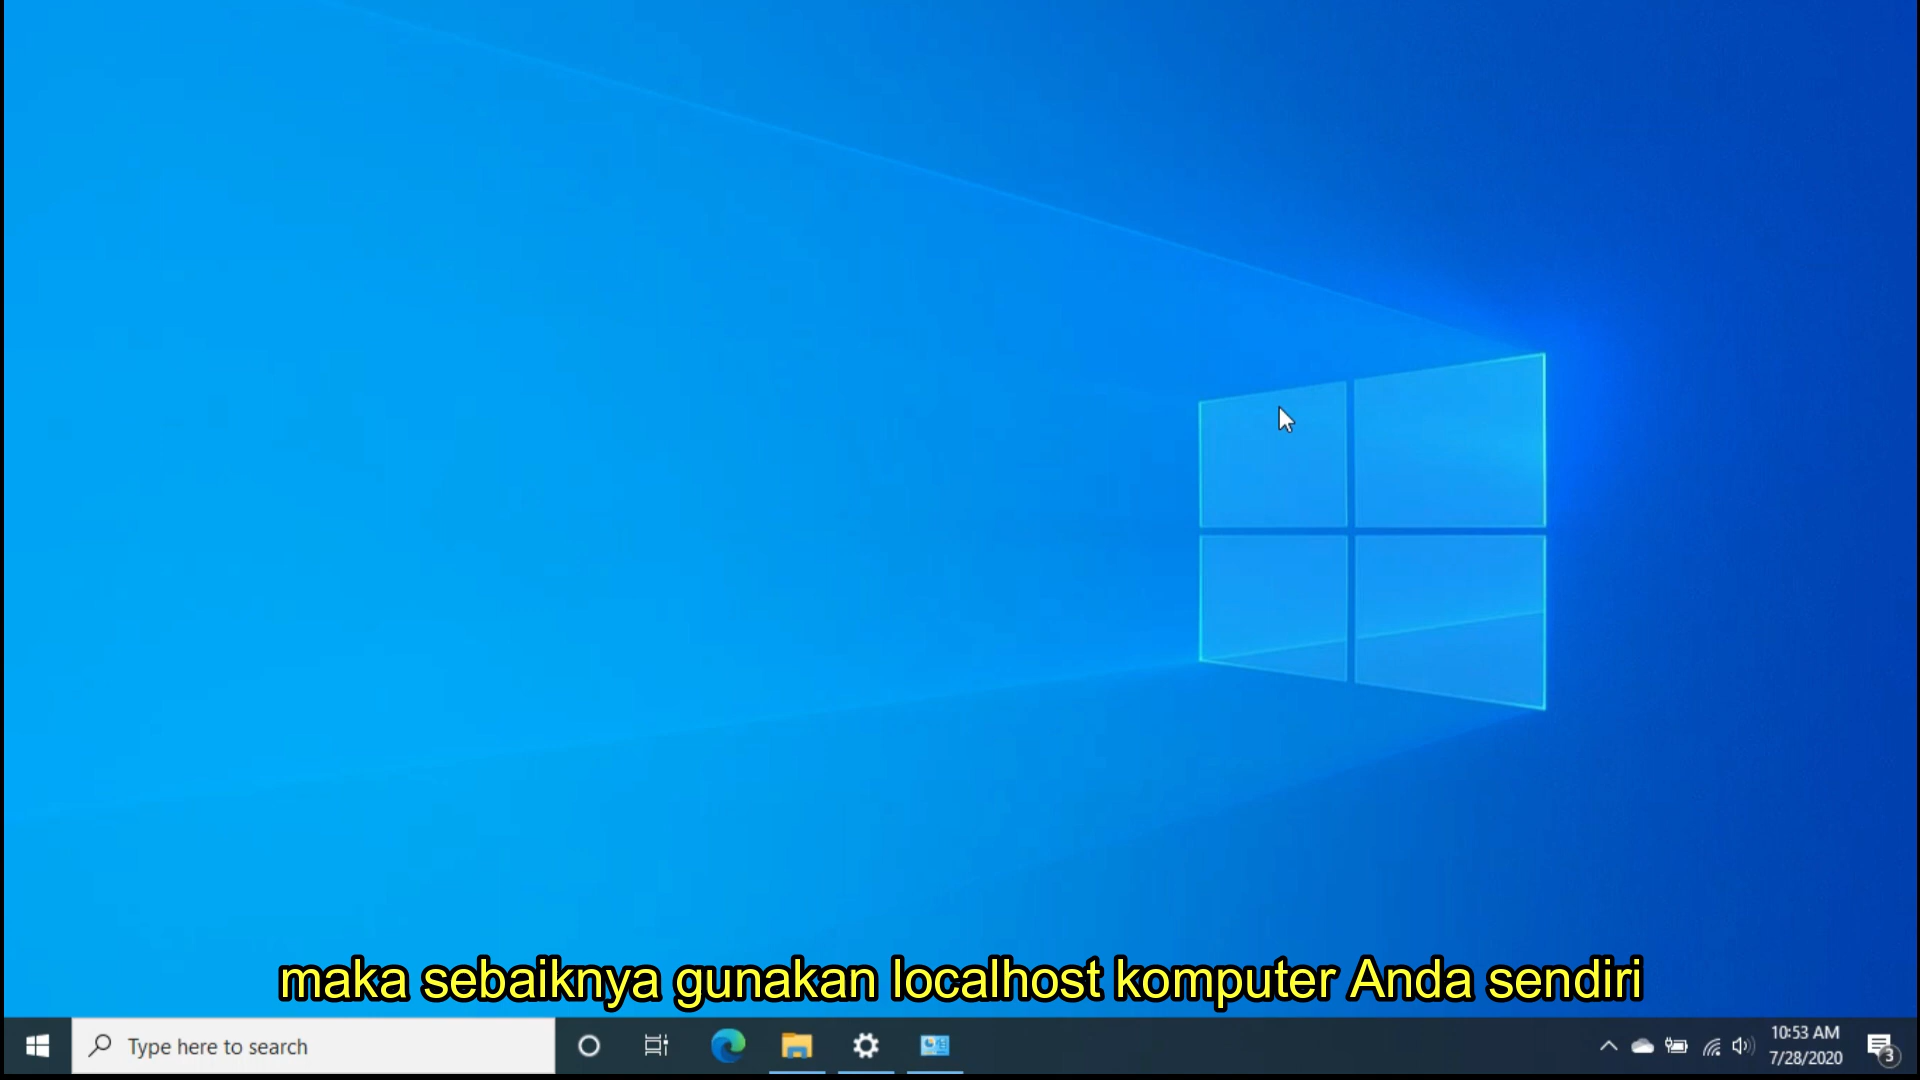 maka sebaiknya gunakan localhost komputer Anda sendiri
Type here to search
10:53 AM
7/28/2020
3